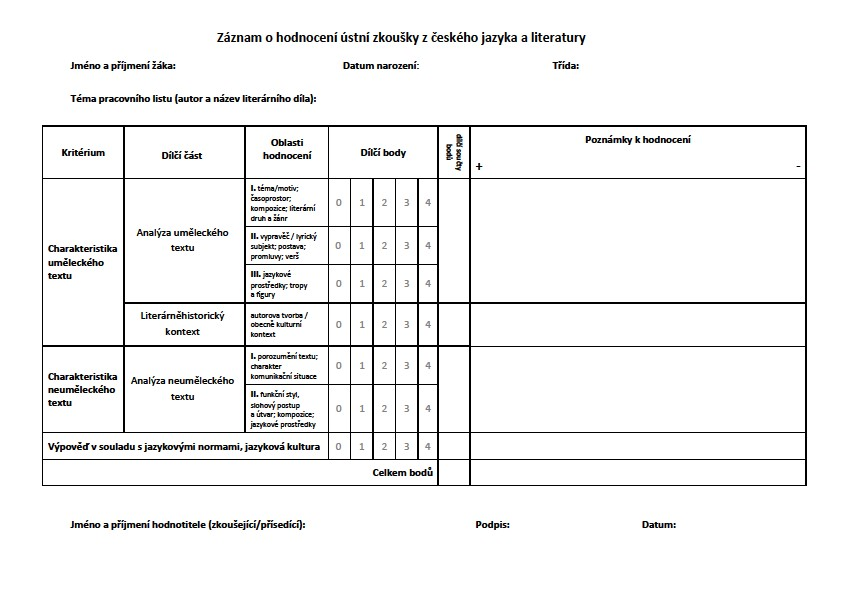 Záznam o hodnocení ústní zkoušky z českého jazyka a literatury
Jméno a příjmení žáka: Datum narození: Třída:
Téma pracovního listu (autor a název literárního díla):
Kritérium
Dílčí část
Oblasti
hodnocení
Dílčí body
dílčí součty
bodů
Poznámky k hodnocení
+ -
Charakteristika
uměleckého
textu
Analýza uměleckého
textu
I. téma/motiv;
časoprostor;
kompozice; literární
druh a žánr
0 1 2 3 4
II. vypravěč / lyrický
subjekt; postava;
promluvy; verš
0 1 2 3 4
III. jazykové
prostředky; tropy
a figury
0 1 2 3 4
Literárněhistorický
kontext
autorova tvorba /
obecně kulturní
kontext
0 1 2 3 4
Charakteristika
neuměleckého
textu
Analýza neuměleckého
textu
I. porozumění textu;
charakter
komunikační situace
0 1 2 3 4
II. funkční styl,
slohový postup
a útvar; kompozice;
jazykové prostředky
0 1 2 3 4
Výpověď v souladu s jazykovými normami, jazyková kultura 0 1 2 3 4
Celkem bodů
Jméno a příjmení hodnotitele (zkoušející/přísedící): Podpis: Datum: